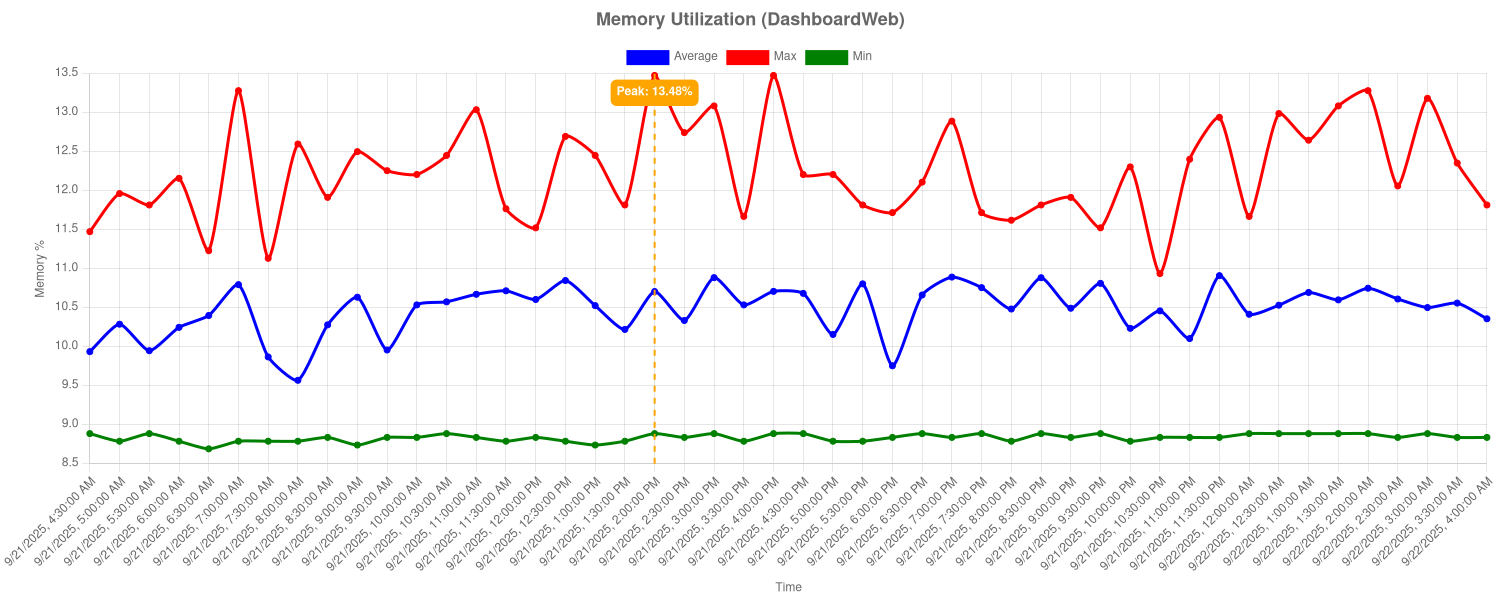 Memory Utilization (DashboardWeb)
Average Max Min
Peak: 13.48%
13.5
13.0
12.5
12.0
11.5
11.0
10.5
10.0
9.5
9.0
8.5
Memory %
9/21/2025, 4:30:00 AM
9/21/2025, 5:00:00 AM
9/21/2025, 5:30:00 AM
9/21/2025, 6:00:00 AM
9/21/2025, 6:30:00 AM
9/21/2025, 7:00:00 AM
9/21/2025, 7:30:00 AM
9/21/2025, 8:00:00 AM
9/21/2025, 8:30:00 AM
9/21/2025, 9:00:00 AM
9/21/2025, 9:30:00 AM
9/21/2025, 10:00:00 AM
9/21/2025, 10:30:00 AM
9/21/2025, 11:00:00 AM
9/21/2025, 11:30:00 AM
9/21/2025, 12:00:00 PM
9/21/2025, 12:30:00 PM
9/21/2025, 1:00:00 PM
9/21/2025, 1:30:00 PM
9/21/2025, 2:00:00 PM
9/21/2025, 2:30:00 PM
9/21/2025, 3:00:00 PM
9/21/2025, 3:30:00 PM
9/21/2025, 4:00:00 PM
9/21/2025, 4:30:00 PM
9/21/2025, 5:00:00 PM
9/21/2025, 5:30:00 PM
9/21/2025, 6:00:00 PM
9/21/2025, 6:30:00 PM
9/21/2025, 7:00:00 PM
9/21/2025, 7:30:00 PM
9/21/2025, 8:00:00 PM
9/21/2025, 8:30:00 PM
9/21/2025, 9:00:00 PM
9/21/2025, 9:30:00 PM
9/21/2025, 10:00:00 PM
9/21/2025, 10:30:00 PM
9/21/2025, 11:00:00 PM
9/21/2025, 11:30:00 PM
9/22/2025, 12:00:00 AM
9/22/2025, 12:30:00 AM
9/22/2025, 1:00:00 AM
9/22/2025, 1:30:00 AM
9/22/2025, 2:00:00 AM
9/22/2025, 2:30:00 AM
9/22/2025, 3:00:00 AM
9/22/2025, 3:30:00 AM
9/22/2025, 4:00:00 AM
Time